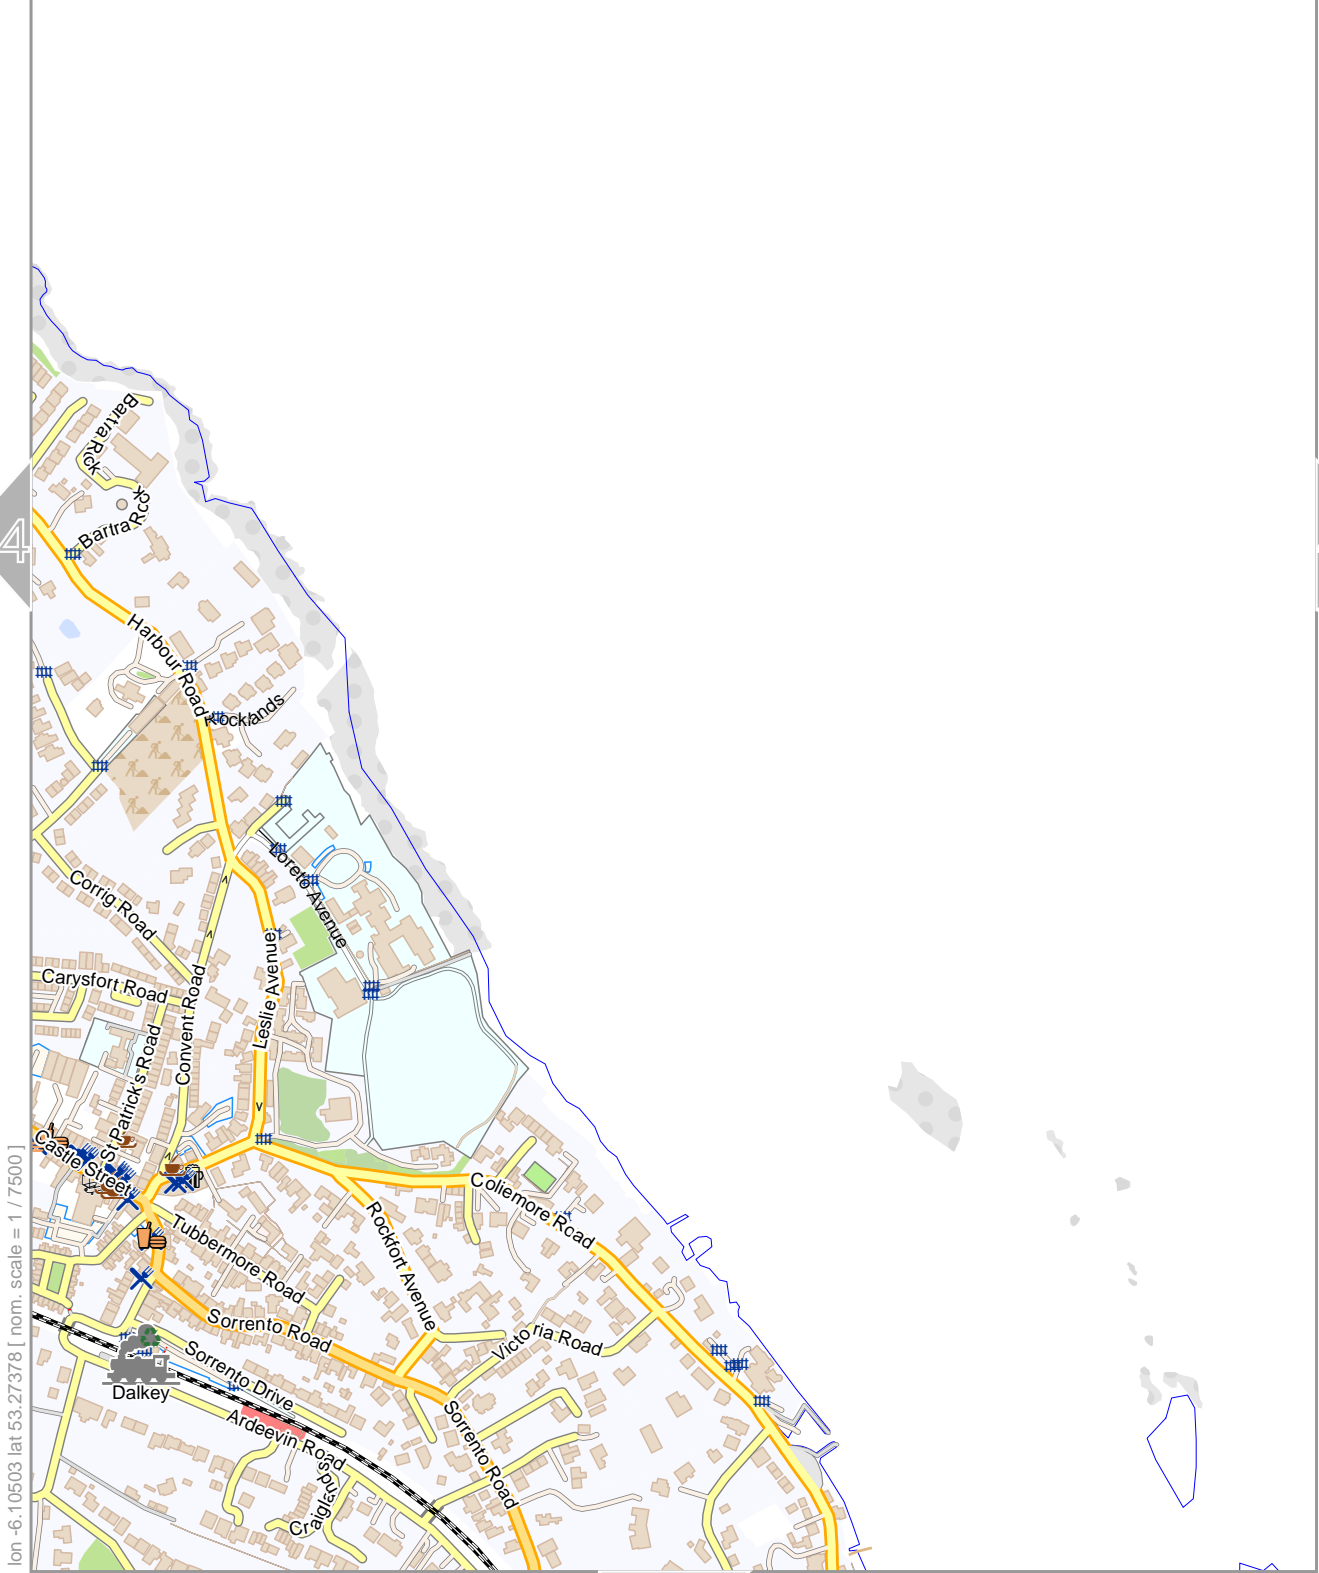 Bartra Rock
Bartra Rock
4
Harbour Road
Rocklands
Loreto Avenue
Corrig Road
Leslie Avenue
Carysfort Road
Convent Road
St Patrick's Road
Castle Street
Coliemore Road
Rockfort Avenue
Tubbermore Road
Sorrento Road
Victoria Road
Sorrento Drive
Dalkey
Ardeevin Road
Sorrento Road
Craiglands
lon -6.10503 lat 53.27378 [ nom. scale = 1 / 7500 ]